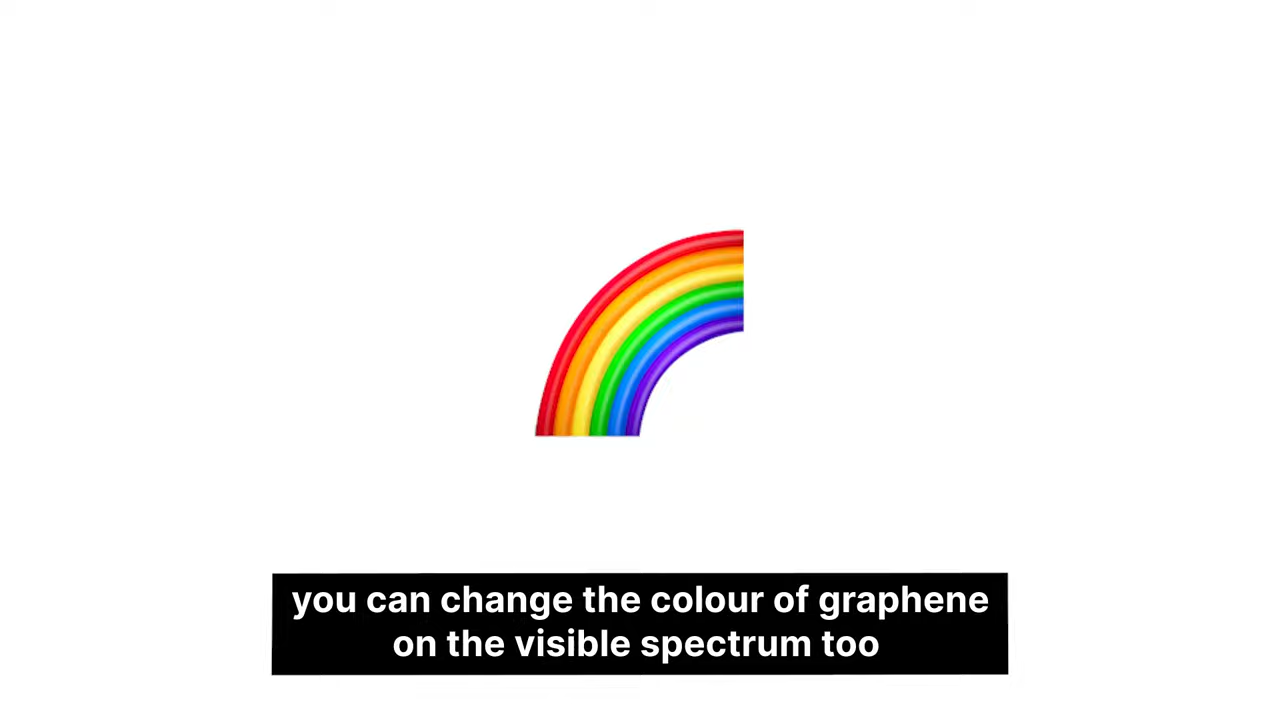 you can change the colour of graphene
on the visible spectrum too